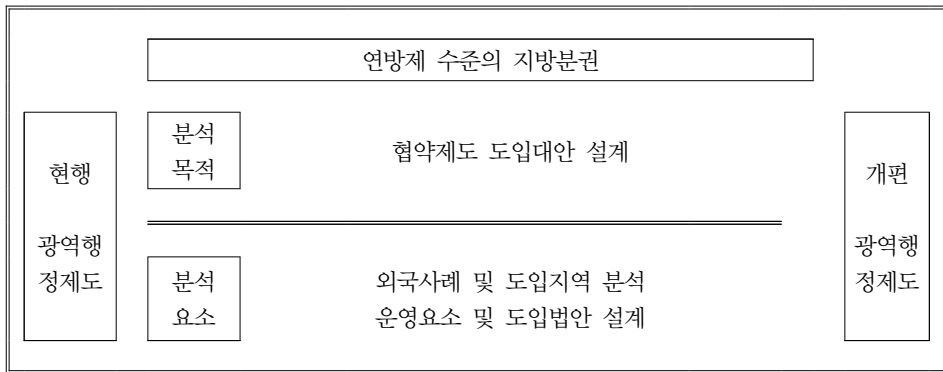 연방제 수준의 지방분권
현행
광역행
정제도
분석
목적
협약제도 도입대안 설계
분석
요소
외국사례 및 도입지역 분석
운영요소 및 도입법안 설계
개편
광역행
정제도